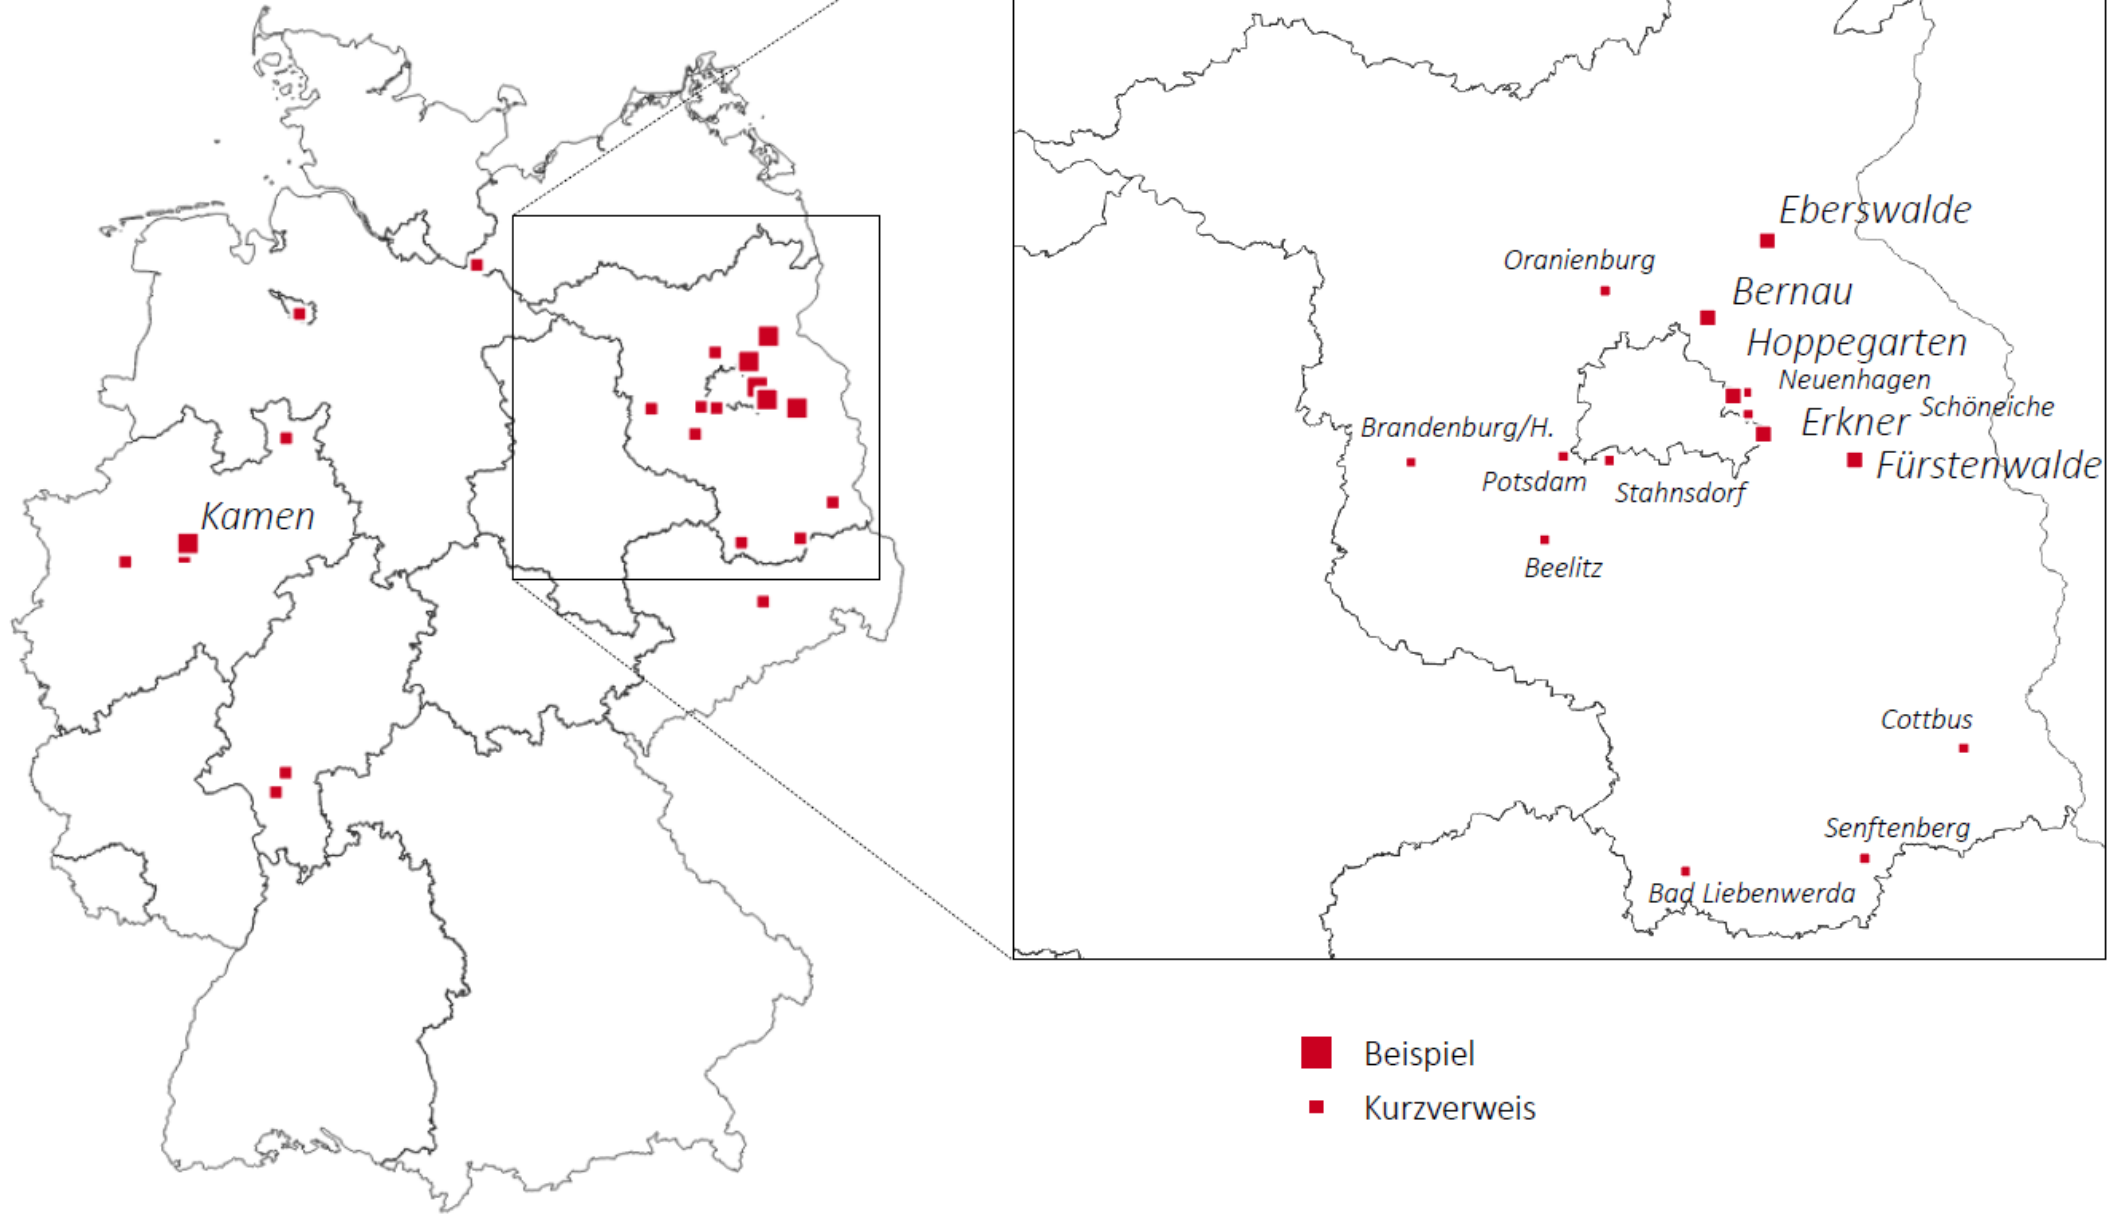 Kamen
Eberswalde
Oranienburg
Bernau
Hoppegarten
Neuenhagen
Schöneiche
Erkner
Brandenburg/H.
Fürstenwalde
Potsdam
Stahnsdorf
Beelitz
Cottbus
Senftenberg
Bad Liebenwerda
Beispiel
Kurzverweis